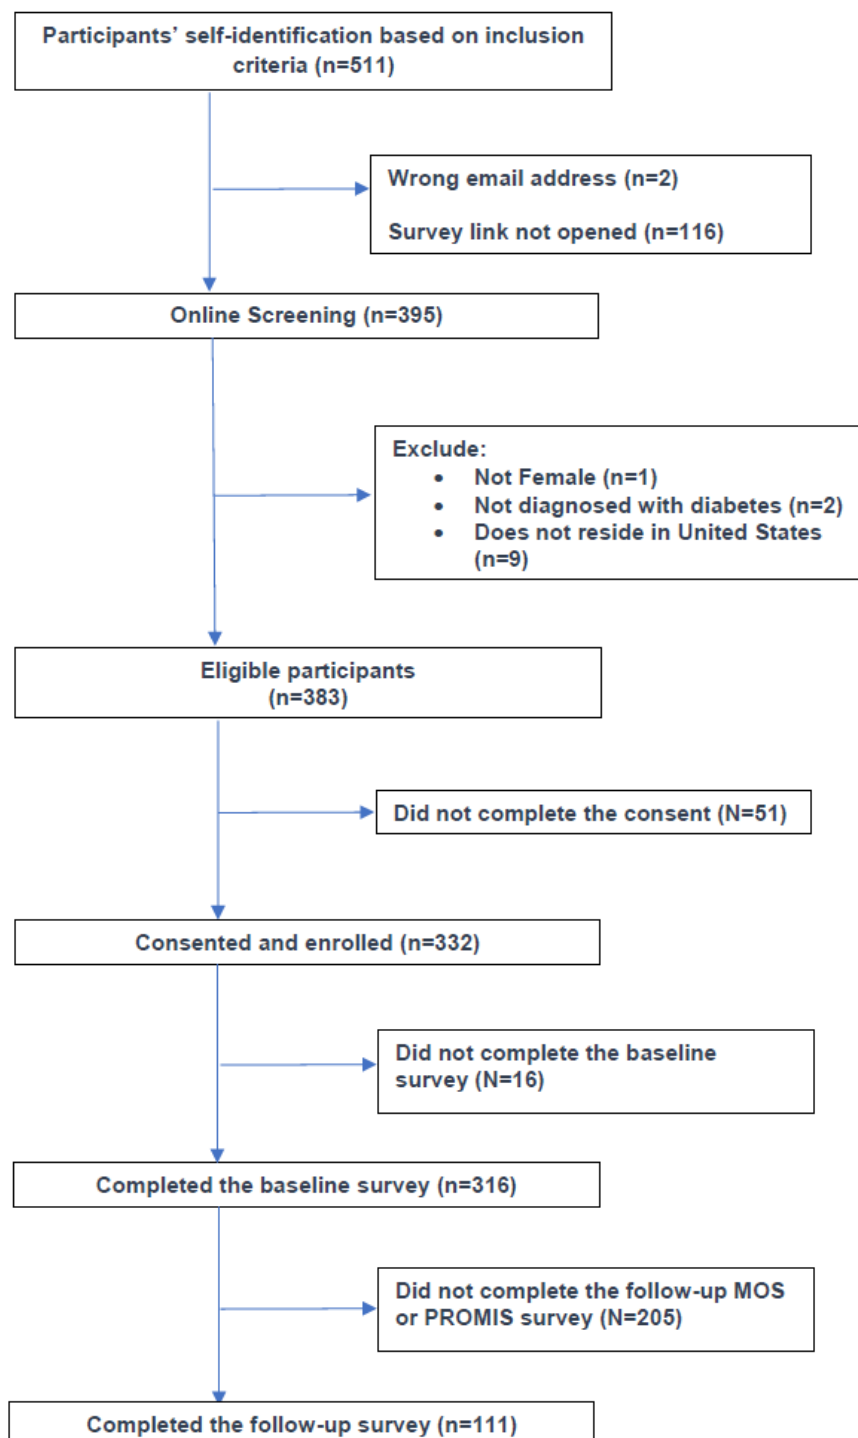 Participants’ self-identification based on inclusion
criteria (n=511)
Wrong email address (n=2)
Survey link not opened (n=116)
Online Screening (n=395)
Exclude:
• Not Female (n=1)
• Not diagnosed with diabetes (n=2)
• Does not reside in United States
(n=9)
Eligible participants
(n=383)
Did not complete the consent (N=51)
Consented and enrolled (n=332)
Did not complete the baseline
survey (N=16)
Completed the baseline survey (n=316)
Did not complete the follow-up MOS
or PROMIS survey (N=205)
Completed the follow-up survey (n=111)